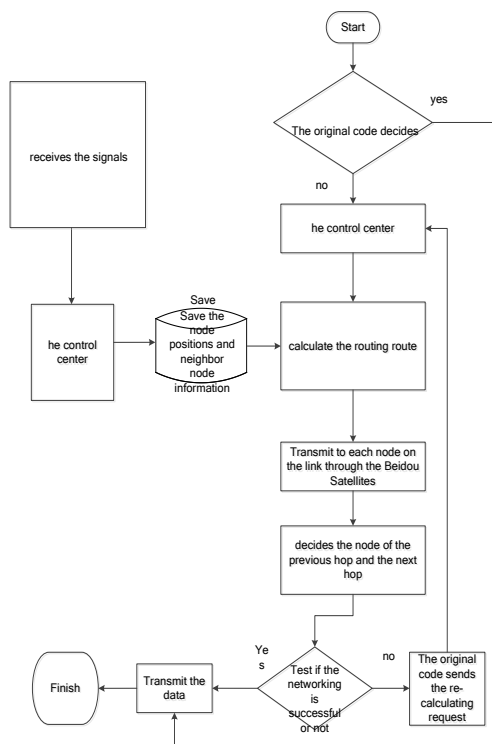 Start
yes
The original code decides
receives the signals
no
he control center
Save
Save the
node
positions and
neighbor
node
information
he control
center
calculate the routing route
Transmit to each node on
the link through the Beidou
Satellites
decides the node of the
previous hop and the next
hop
Ye
s
no
Test if the
networking
is
successful
or not
The original
code sends
the re-
calculating
request
Transmit the
data
Finish